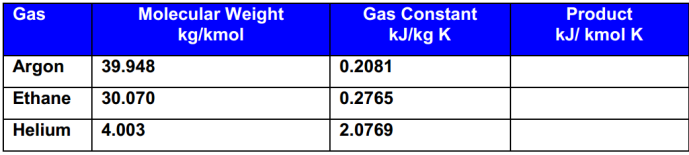 Gas Molecular Weight Gas Constant Product
kg/kmol kJ/kg K kJ/ kmol K
Argon 39.948 0.2081
Ethane 30.070 0.2765
Helium 4.003 2.0769